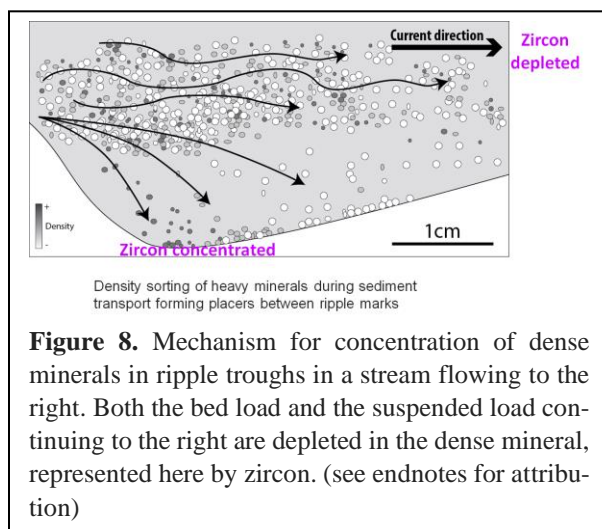 Current direction
Zircon
depleted
+
Density
-
Zircon concentrated
1cm
Density sorting of heavy minerals during sediment
transport forming placers between ripple marks
Figure 8. Mechanism for concentration of dense
minerals in ripple troughs in a stream flowing to the
right. Both the bed load and the suspended load con-
tinuing to the right are depleted in the dense mineral,
represented here by zircon. (see endnotes for attribu-
tion)